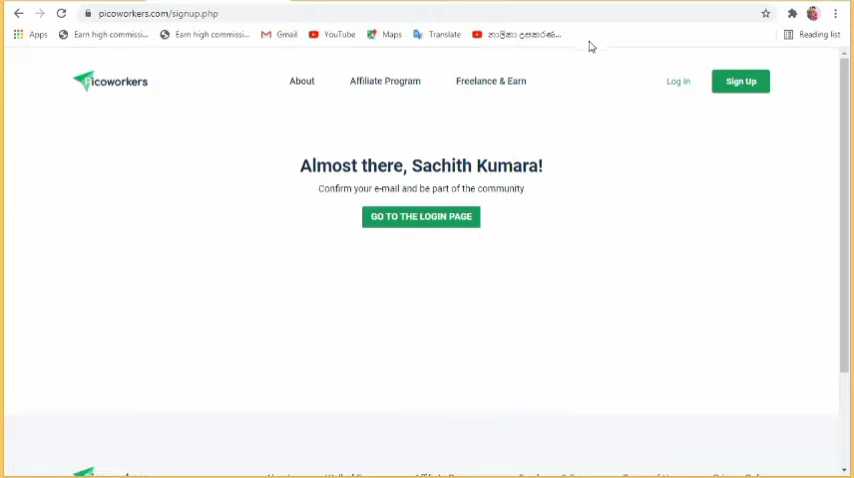 picoworkers.com/signup.php
Apps Earn high commissi... Earn high commissi... Gmail YouTube Maps Translate නාලිකා උපකරණ... Reading list
Picoworkers About Affiliate Program Freelance & Earn Log In Sign Up
Almost there, Sachith Kumara!
Confirm your e-mail and be part of the community
GO TO THE LOGIN PAGE